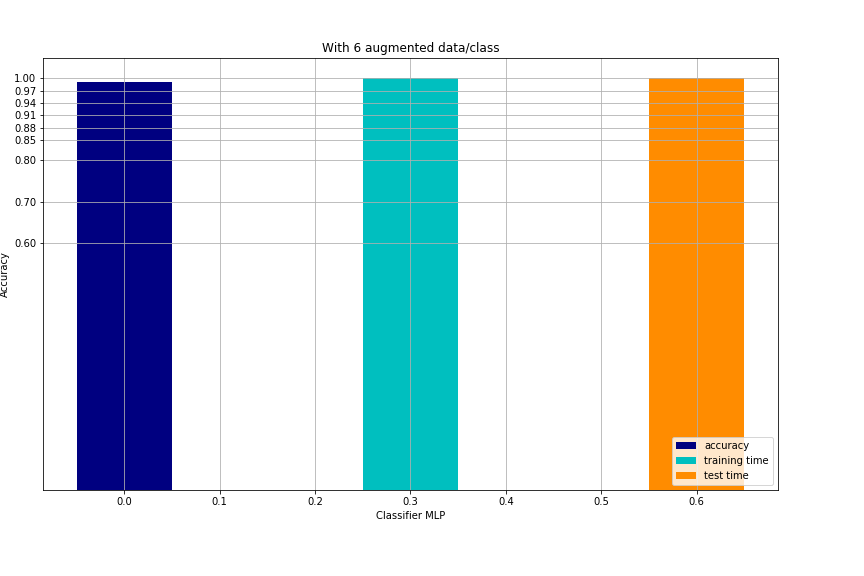 With 6 augmented data/class
1.00
0.97
0.94
0.91
0.88
0.85
0.80
0.70
0.60
Accuracy
accuracy
training time
test time
0.0 0.1 0.2 0.3 0.4 0.5 0.6
Classifier MLP